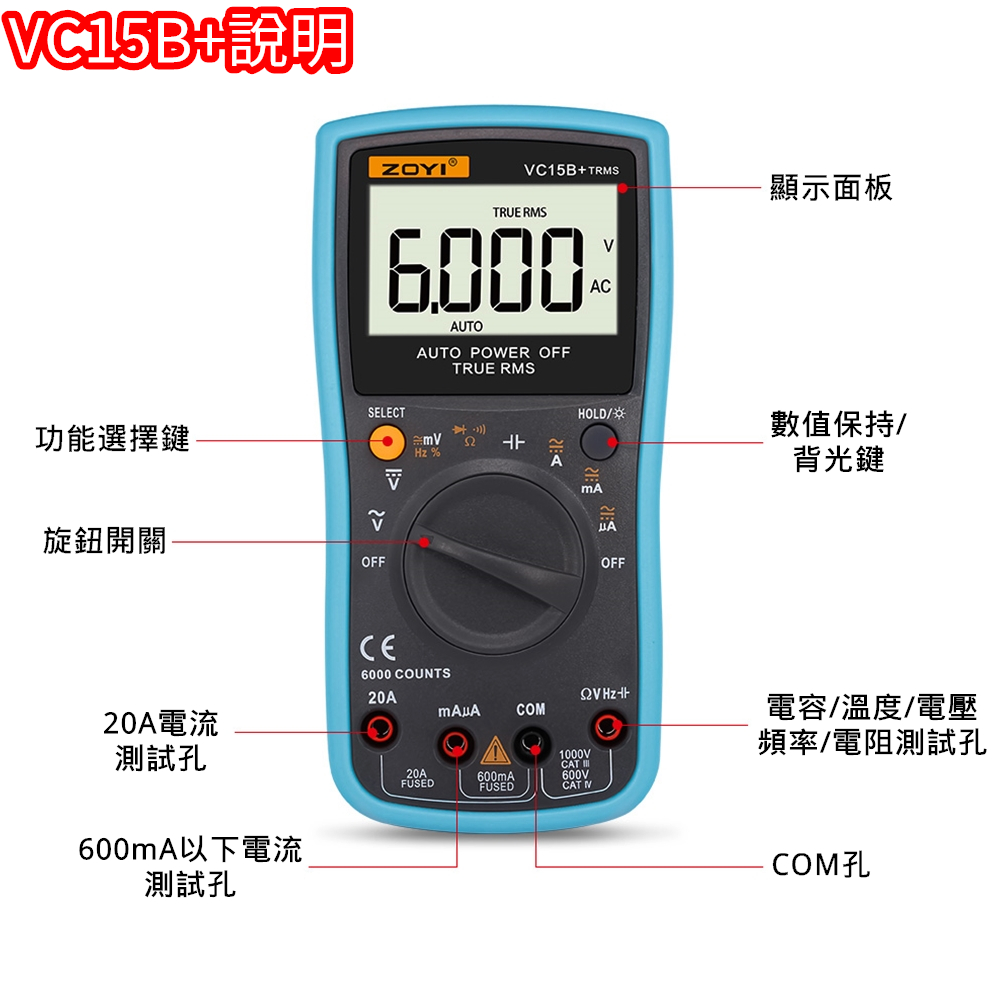 VC15B+說明
ZOYI®
VC15B+TRMS
顯示面板
TRUE RMS
6.000
V
AC
AUTO
AUTO POWER OFF
TRUE RMS
SELECT
HOLD/
功能選擇鍵
mV
Hz %
Ω
A
數值保持/
背光鍵
V
mA
V
μA
旋鈕開關
OFF
OFF
CE
6000 COUNTS
20A
mAμA
COM
ΩVHz
20A電流
測試孔
電容/溫度/電壓
頻率/電阻測試孔
20A
FUSED
600mA
FUSED
1000V
CAT III
600V
CAT IV
600mA以下電流
測試孔
COM孔